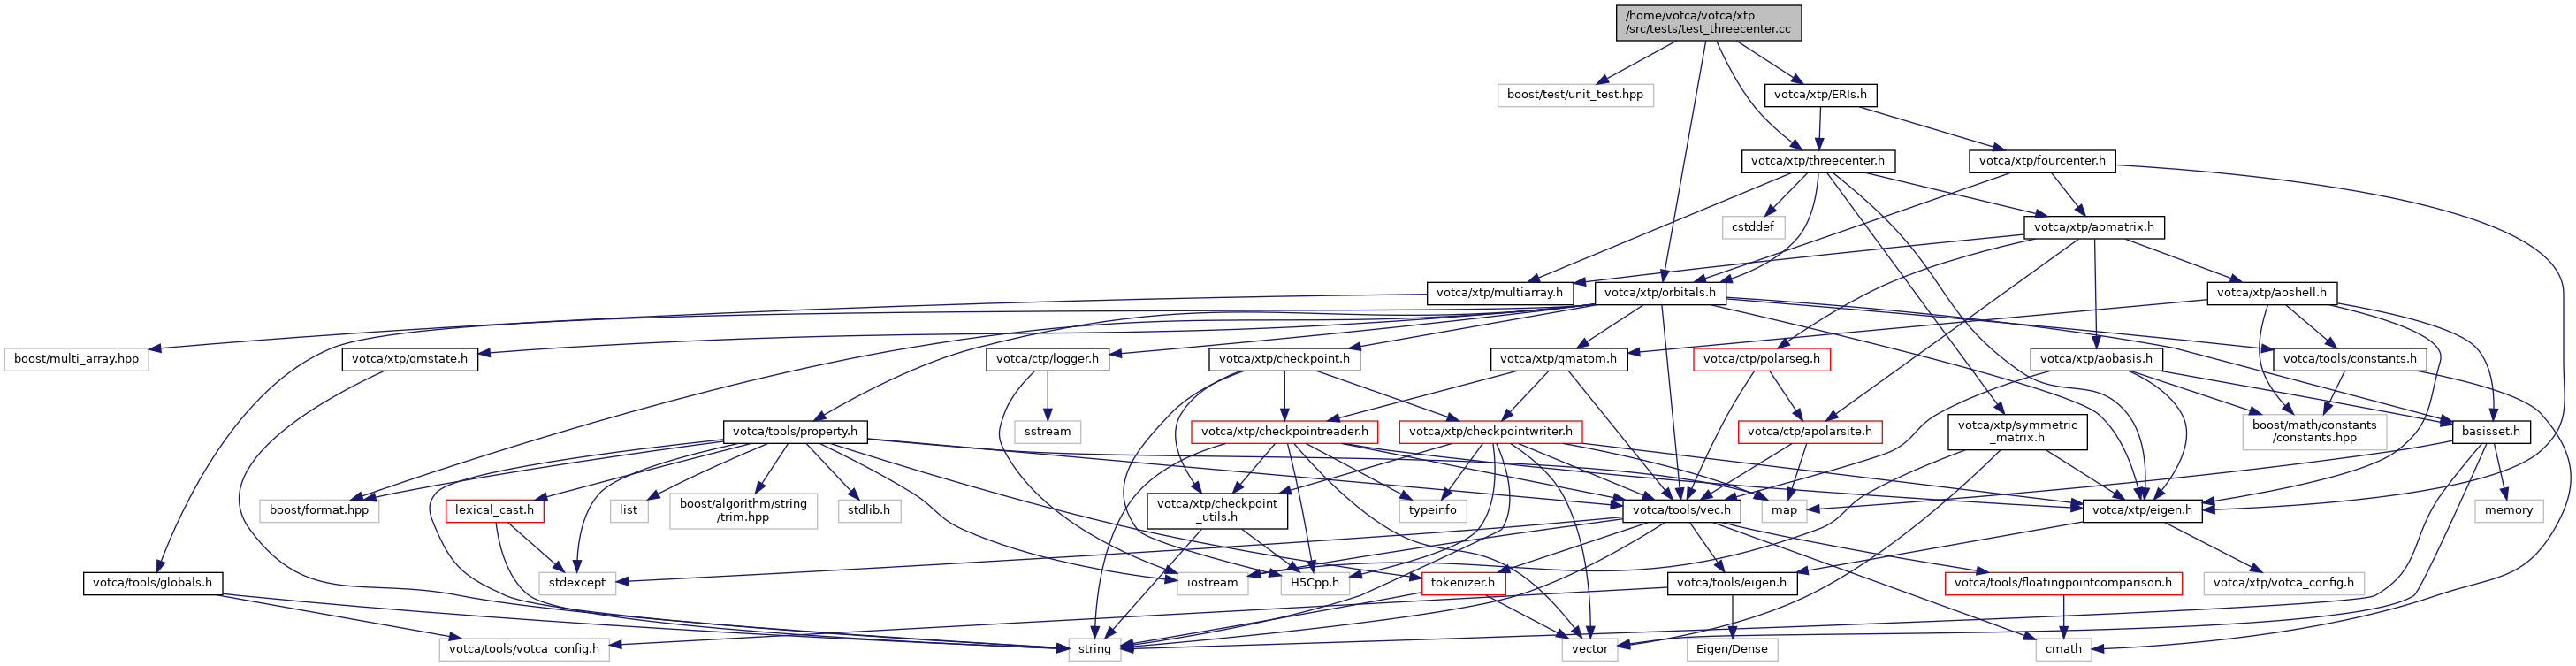 /home/votca/votca/xtp
/src/tests/test_threecenter.cc
boost/test/unit_test.hpp
votca/xtp/ERIs.h
votca/xtp/threecenter.h
votca/xtp/fourcenter.h
cstddef
votca/xtp/aomatrix.h
votca/xtp/multiarray.h
votca/xtp/orbitals.h
votca/xtp/aoshell.h
boost/multi_array.hpp
votca/xtp/qmstate.h
votca/ctp/logger.h
votca/xtp/checkpoint.h
votca/xtp/qmatom.h
votca/ctp/polarseg.h
votca/xtp/aobasis.h
votca/tools/constants.h
votca/tools/property.h
sstream
votca/xtp/checkpointreader.h
votca/xtp/checkpointwriter.h
votca/ctp/apolarsite.h
votca/xtp/symmetric
_matrix.h
boost/math/constants
/constants.hpp
basisset.h
boost/format.hpp
lexical_cast.h
list
boost/algorithm/string
/trim.hpp
stdlib.h
votca/xtp/checkpoint
_utils.h
typeinfo
votca/tools/vec.h
map
votca/xtp/eigen.h
memory
votca/tools/globals.h
stdexcept
iostream
H5Cpp.h
tokenizer.h
votca/tools/eigen.h
votca/tools/floatingpointcomparison.h
votca/xtp/votca_config.h
votca/tools/votca_config.h
string
vector
Eigen/Dense
cmath